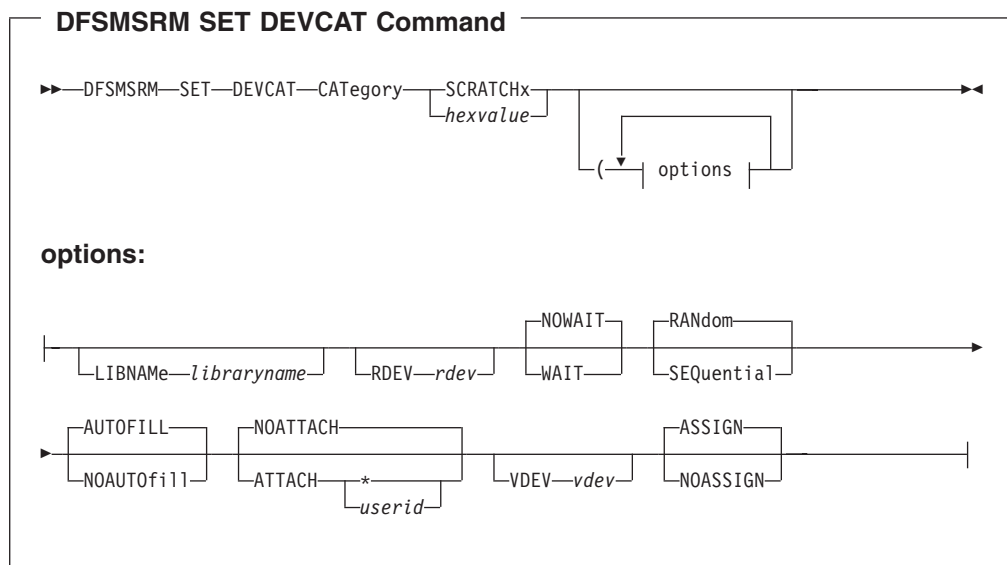 DFSMSRM SET DEVCAT Command
DFSMSRM SET DEVCAT CATegory SCRATCHx
hexvalue
( options
options:
NOWAIT RANdom
LIBNAMe libraryname RDEV rdev WAIT SEQuential
AUTOFILL NOATTACH ASSIGN
NOAUTOfill ATTACH * VDEV vdev NOASSIGN
userid